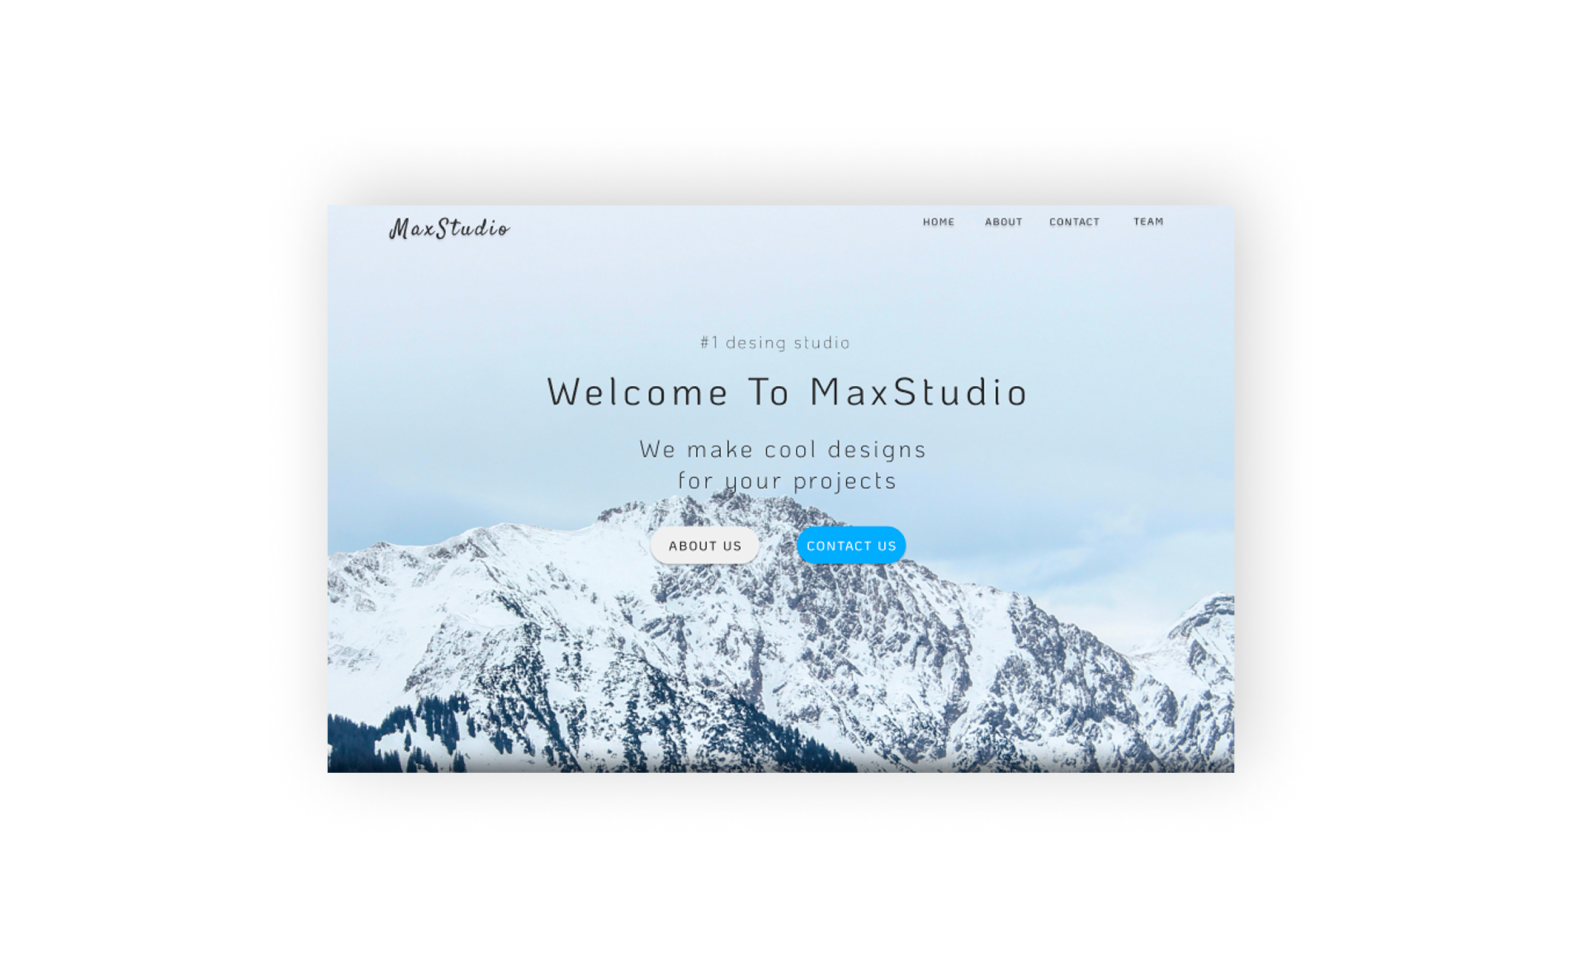 MaxStudio
HOME ABOUT CONTACT TEAM
#1 desing studio
Welcome To MaxStudio
We make cool designs
for your projects
ABOUT US
CONTACT US